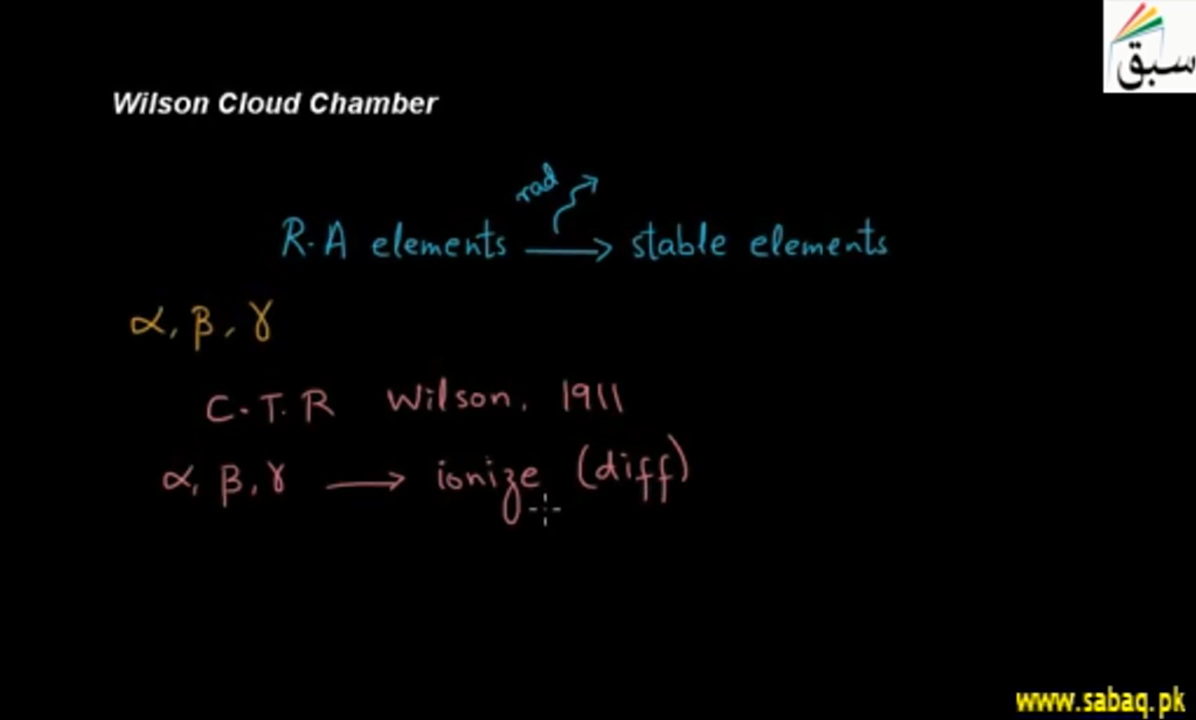 سبق
Wilson Cloud Chamber
rad
R.A elements → stable elements
α, β, γ
C.T.R Wilson, 1911
α, β, γ → ionize (diff)
www.sabaq.pk